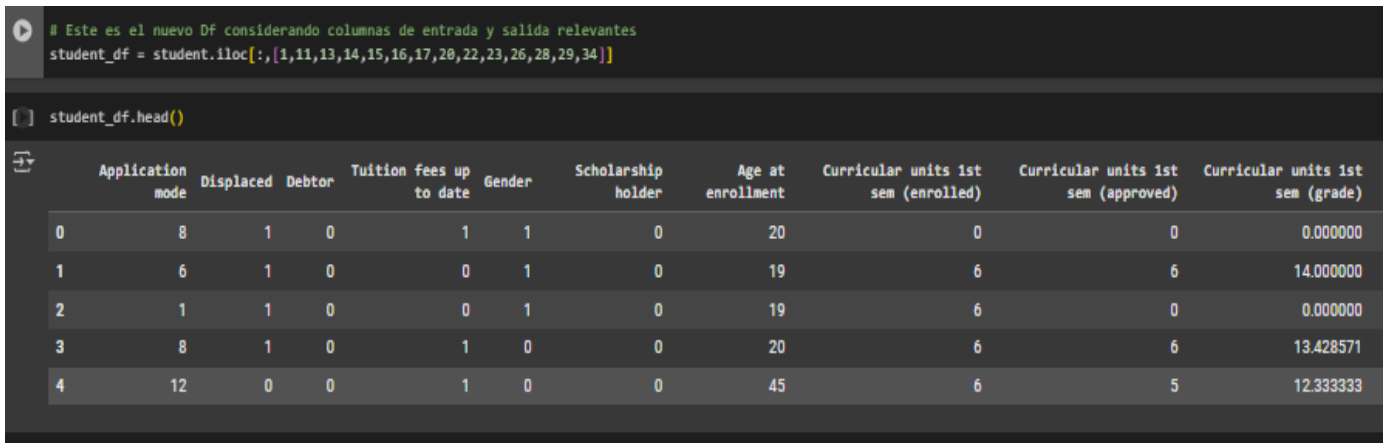 # Este es el nuevo Df considerando columnas de entrada y salida relevantes
student_df = student.iloc[:,[1,11,13,14,15,16,17,20,22,23,26,28,29,34]]
[ ] student_df.head()
Application mode Displaced Debtor Tuition fees up to date Gender Scholarship holder Age at enrollment Curricular units 1st sem (enrolled) Curricular units 1st sem (approved) Curricular units 1st sem (grade)
0 8 1 0 1 1 0 20 0 0 0.000000
1 6 1 0 0 1 0 19 6 6 14.000000
2 1 1 0 0 1 0 19 6 0 0.000000
3 8 1 0 1 0 0 20 6 6 13.428571
4 12 0 0 1 0 0 45 6 5 12.333333